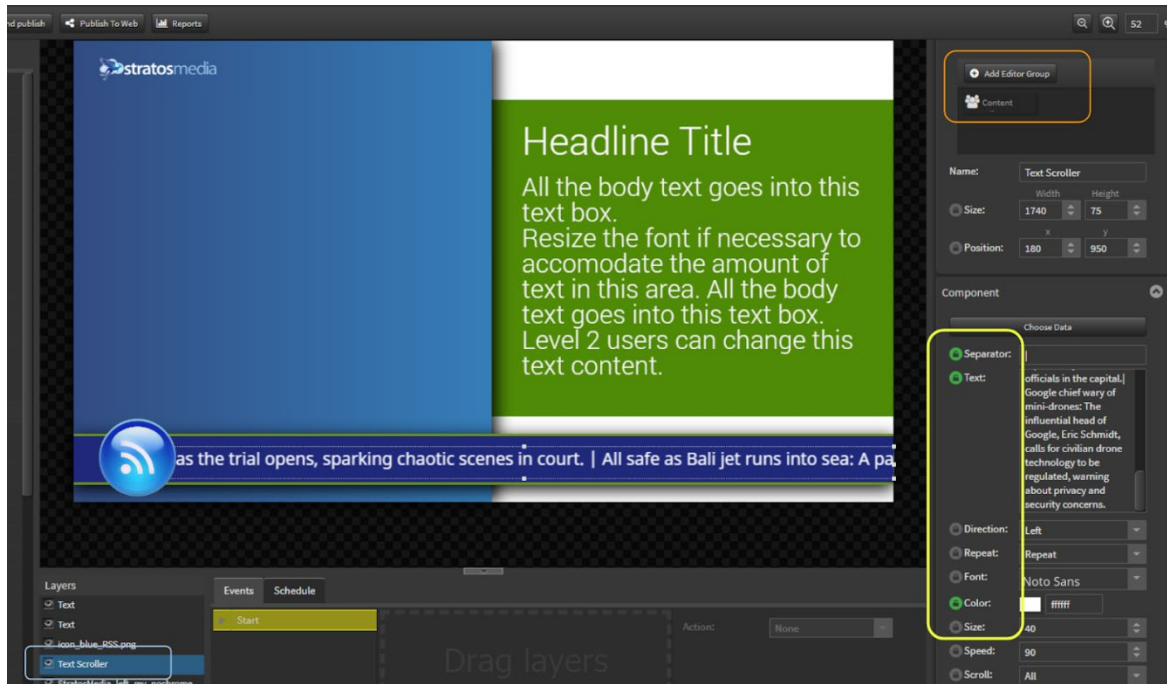 nd publish
Publish To Web
Reports
52
stratosmedia
Headline Title
All the body text goes into this
text box.
Resize the font if necessary to
accomodate the amount of
text in this area. All the body
text goes into this text box.
Level 2 users can change this
text content.
as the trial opens, sparking chaotic scenes in court. | All safe as Bali jet runs into sea: A pa
Add Editor Group
Content
Name: Text Scroller
Width Height
Size: 1740 75
x y
Position: 180 950
Component
Choose Data
Separator: |
Text: officials in the capital.|
Google chief wary of
mini-drones: The
influential head of
Google, Eric Schmidt,
calls for civilian drone
technology to be
regulated, warning
about privacy and
security concerns.
Direction: Left
Repeat: Repeat
Font: Noto Sans
Color: ffffff
Size: 40
Speed: 90
Scroll: All
Layers
Text
Text
icon_blue_RSS.png
Text Scroller
Events Schedule
Start
Drag layers
Action: None